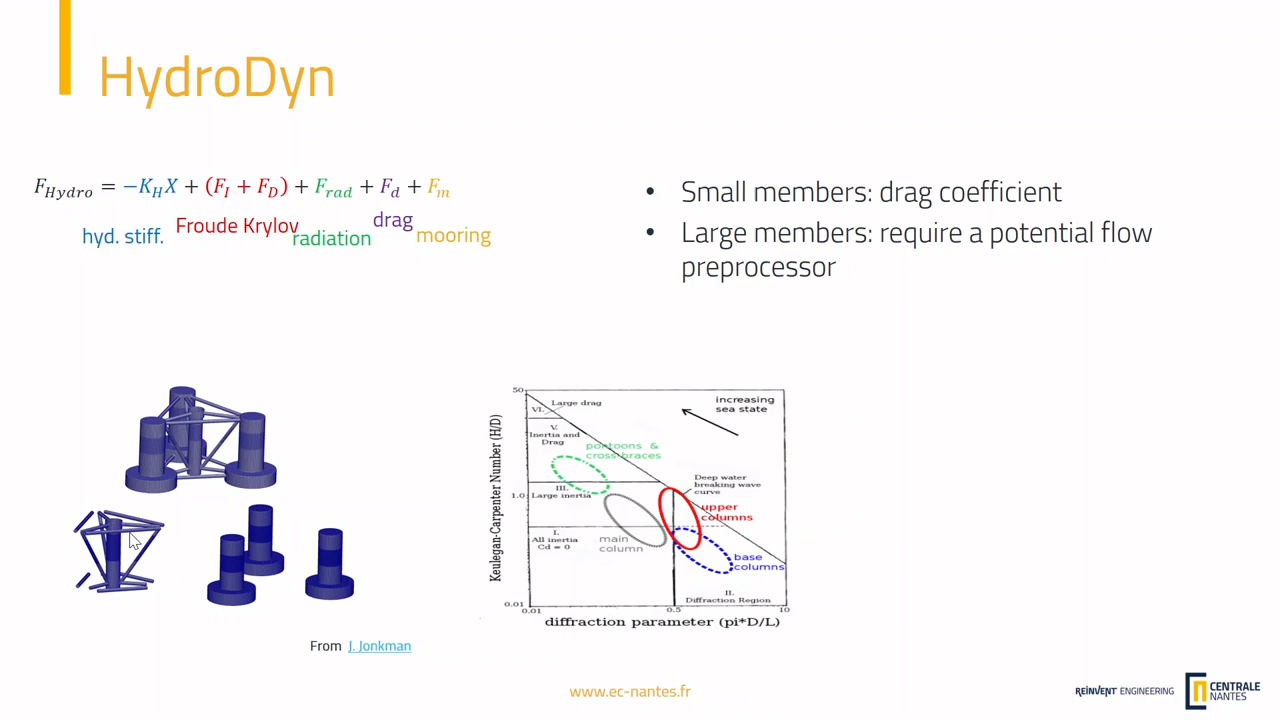 HydroDyn
F_Hydro = −K_H X + (F_I + F_D) + F_rad + F_d + F_m
hyd. stiff.
Froude Krylov
radiation
drag
mooring
• Small members: drag coefficient
• Large members: require a potential flow
preprocessor
From J. Jonkman
Keulegan-Carpenter Number (H/D)
50
1.0
0.01
Large drag
VI.
V.
Inertia and
Drag
pontoons &
cross-braces
increasing
sea state
III.
Large inertia
Deep water
breaking wave
curve
upper
columns
I.
All inertia
Cd = 0
main
column
base
columns
II.
Diffraction Region
0.01
0.5
10
diffraction parameter (pi*D/L)
www.ec-nantes.fr
REINVENT ENGINEERING
CENTRALE
NANTES